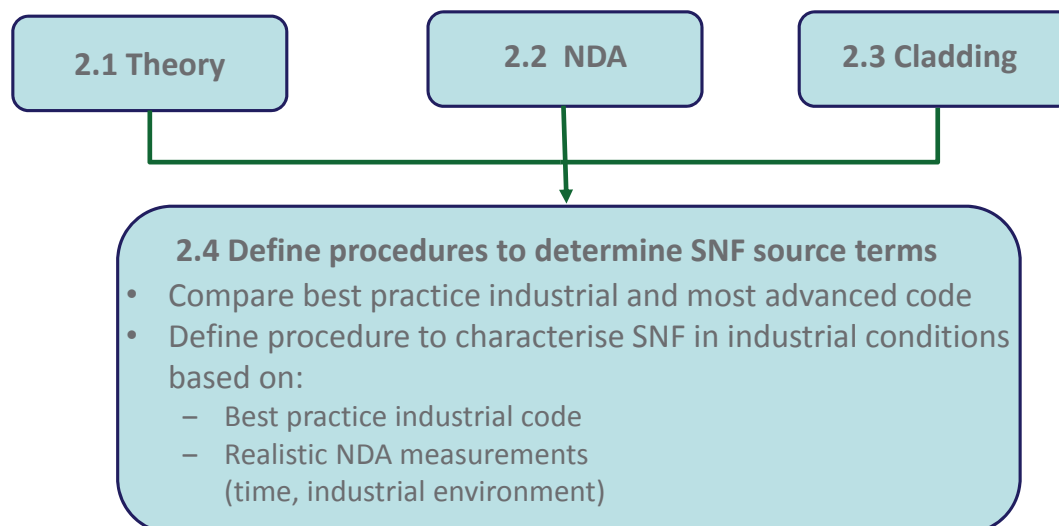 2.1 Theory
2.2 NDA
2.3 Cladding
2.4 Define procedures to determine SNF source terms
• Compare best practice industrial and most advanced code
• Define procedure to characterise SNF in industrial conditions
based on:
– Best practice industrial code
– Realistic NDA measurements
(time, industrial environment)